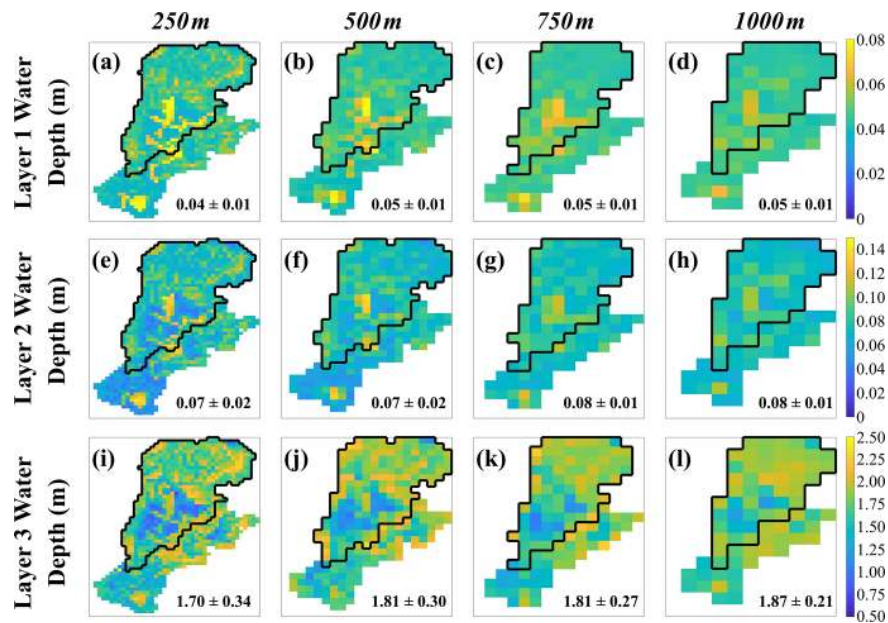 250 m 500 m 750 m 1000 m
Layer 1 Water
Depth (m)
(a) (b) (c) (d)
0.04 ± 0.01 0.05 ± 0.01 0.05 ± 0.01 0.05 ± 0.01
0.08
0.06
0.04
0.02
0
Layer 2 Water
Depth (m)
(e) (f) (g) (h)
0.07 ± 0.02 0.07 ± 0.02 0.08 ± 0.01 0.08 ± 0.01
0.14
0.12
0.10
0.08
0.06
0.04
0.02
0
Layer 3 Water
Depth (m)
(i) (j) (k) (l)
1.70 ± 0.34 1.81 ± 0.30 1.81 ± 0.27 1.87 ± 0.21
2.50
2.25
2.00
1.75
1.50
1.25
1.00
0.75
0.50